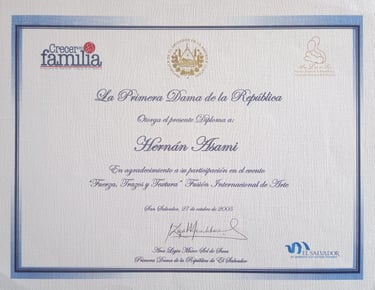 Crecer en
familia
La Primera Dama de la República
Otorga el presente Diploma a:
Hernán Asami
En agradecimiento a su participación en el evento
"Fuerza, Trazos y Textura" Fusión Internacional de Arte
San Salvador, 27 de octubre de 2005
Ana Ligia Mixco Sol de Saca
Primera Dama de la República de El Salvador
EL SALVADOR